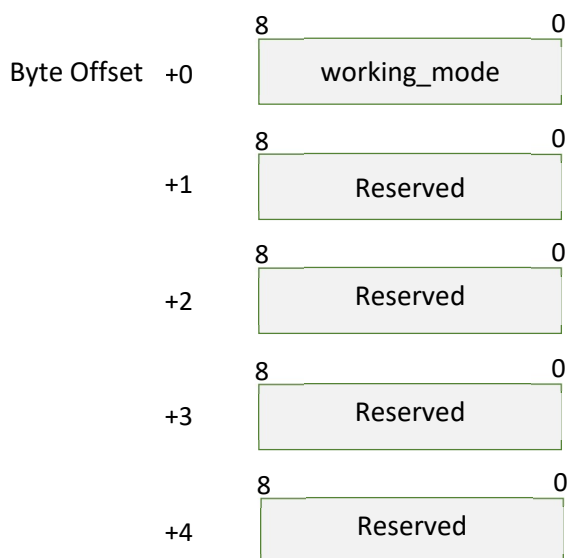 8 0
Byte Offset +0 working_mode
8 0
+1 Reserved
8 0
+2 Reserved
8 0
+3 Reserved
8 0
+4 Reserved